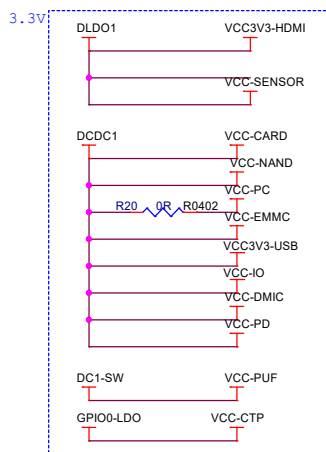 3.3V
DLDO1 VCC3V3-HDMI
VCC-SENSOR
DCDC1 VCC-CARD
VCC-NAND
VCC-PC
R20 0R R0402
VCC-EMMC
VCC3V3-USB
VCC-IO
VCC-DMIC
VCC-PD
DC1-SW VCC-PUF
GPIO0-LDO VCC-CTP